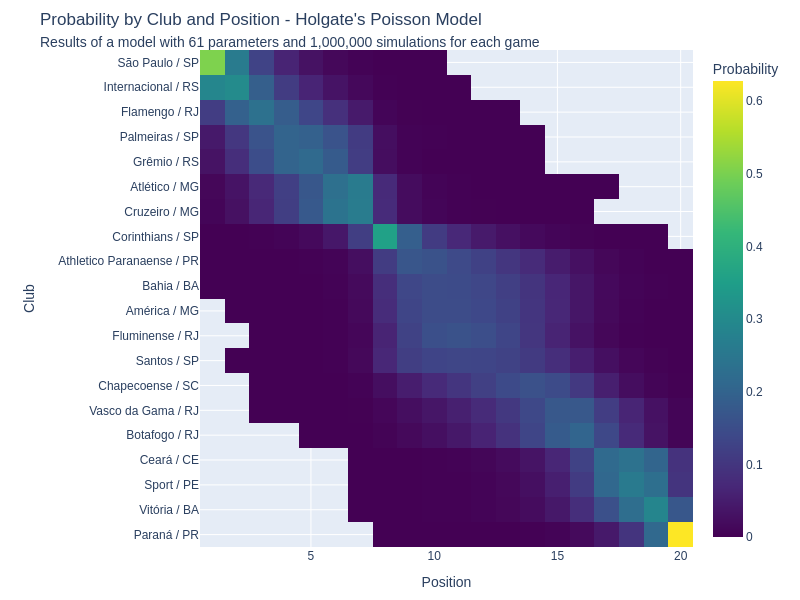 Probability by Club and Position - Holgate's Poisson Model
Results of a model with 61 parameters and 1,000,000 simulations for each game
Probability
São Paulo / SP
Internacional / RS
Flamengo / RJ
Palmeiras / SP
Grêmio / RS
Atlético / MG
Cruzeiro / MG
Corinthians / SP
Athletico Paranaense / PR
Bahia / BA
América / MG
Fluminense / RJ
Santos / SP
Chapecoense / SC
Vasco da Gama / RJ
Botafogo / RJ
Ceará / CE
Sport / PE
Vitória / BA
Paraná / PR
Club
5
10
15
20
Position
0.6
0.5
0.4
0.3
0.2
0.1
0